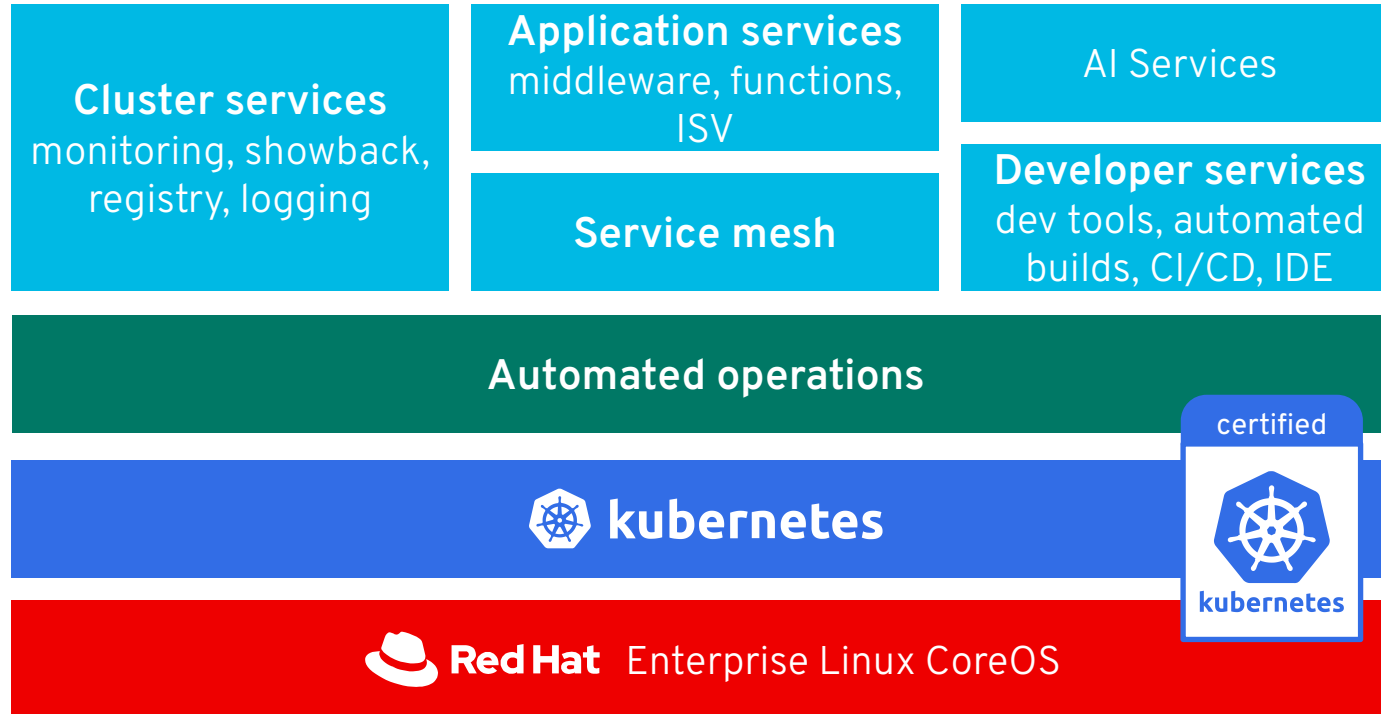 Cluster services
monitoring, showback,
registry, logging
Application services
middleware, functions,
ISV
Service mesh
AI Services
Developer services
dev tools, automated
builds, CI/CD, IDE
Automated operations
certified
kubernetes
kubernetes
Red Hat Enterprise Linux CoreOS